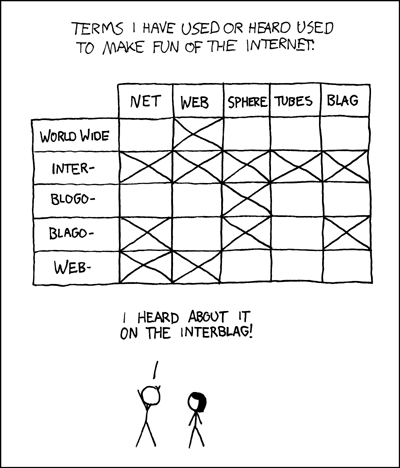 TERMS I HAVE USED OR HEARD USED
TO MAKE FUN OF THE INTERNET:
NET WEB SPHERE TUBES BLAG
WORLD WIDE
INTER-
BLOGO-
BLAGO-
WEB-
I HEARD ABOUT IT
ON THE INTERBLAG!